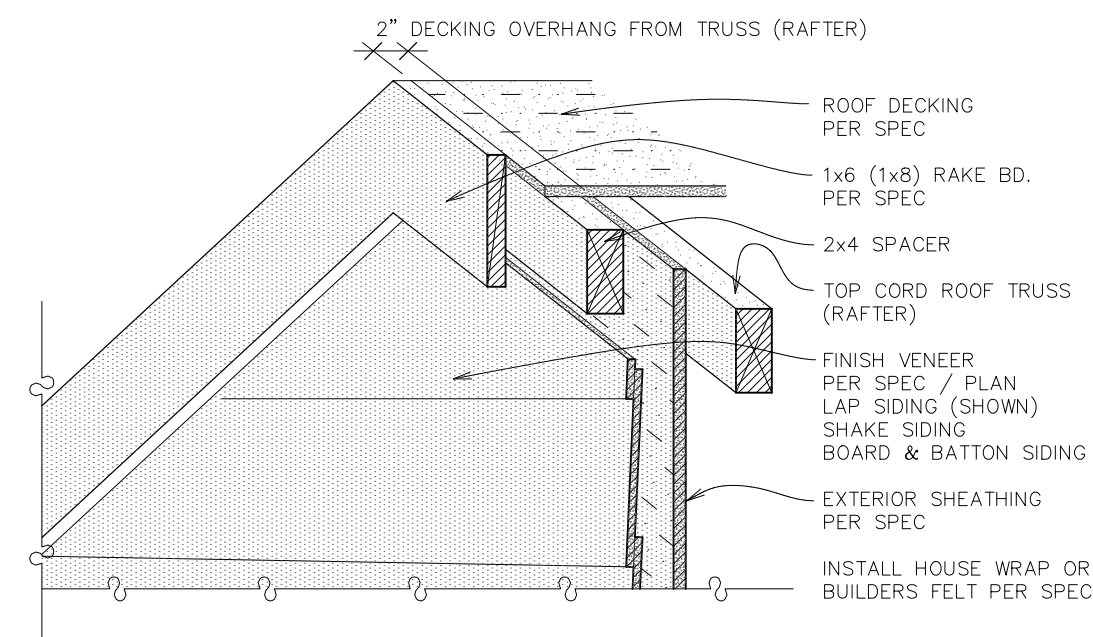 2” DECKING OVERHANG FROM TRUSS (RAFTER)
ROOF DECKING
PER SPEC
1x6 (1x8) RAKE BD.
PER SPEC
2x4 SPACER
TOP CORD ROOF TRUSS
(RAFTER)
FINISH VENEER
PER SPEC / PLAN
LAP SIDING (SHOWN)
SHAKE SIDING
BOARD & BATTON SIDING
EXTERIOR SHEATHING
PER SPEC
INSTALL HOUSE WRAP OR
BUILDERS FELT PER SPEC